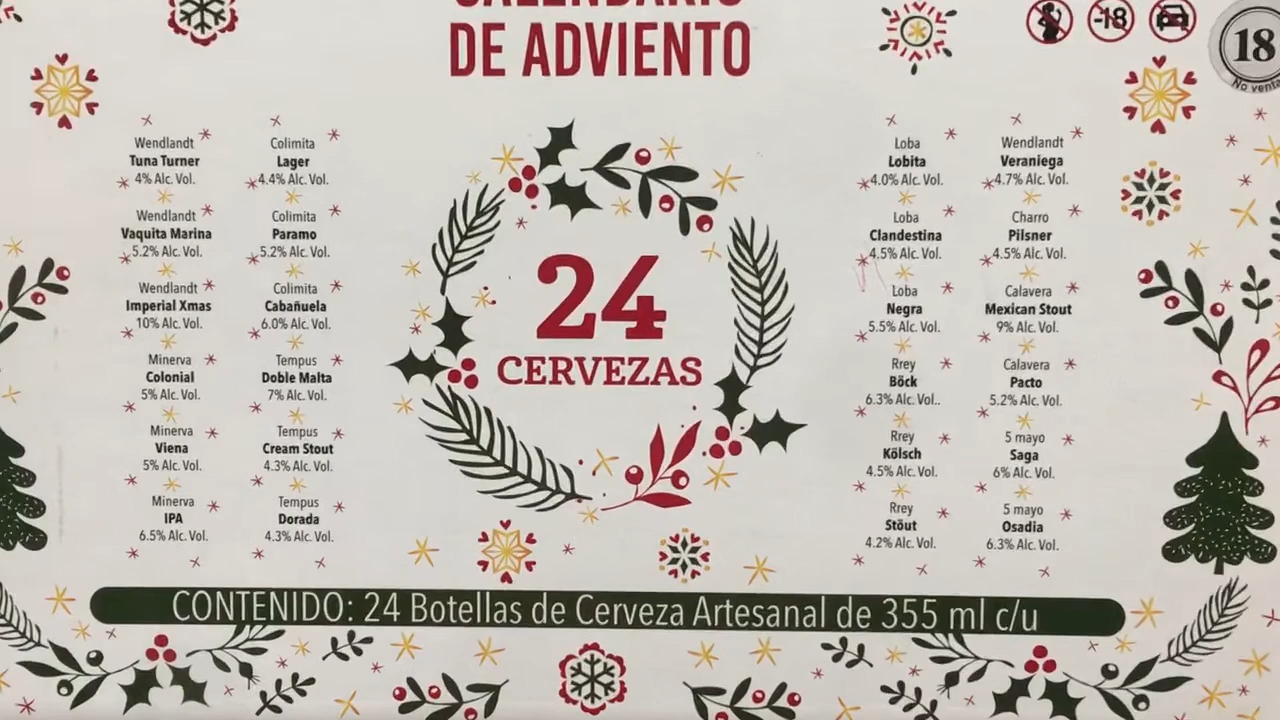 CALENDARIO
DE ADVIENTO
-18
18
No venta
Wendlandt
Tuna Turner
4% Alc. Vol.
Wendlandt
Vaquita Marina
5.2% Alc. Vol.
Wendlandt
Imperial Xmas
10% Alc. Vol.
Minerva
Colonial
5% Alc. Vol.
Minerva
Viena
5% Alc. Vol.
Minerva
IPA
6.5% Alc. Vol.
Colimita
Lager
4.4% Alc. Vol.
Colimita
Paramo
5.2% Alc. Vol.
Colimita
Cabañuela
6.0% Alc. Vol.
Tempus
Doble Malta
7% Alc. Vol.
Tempus
Cream Stout
4.3% Alc. Vol.
Tempus
Dorada
4.3% Alc. Vol.
24
CERVEZAS
Loba
Lobita
4.0% Alc. Vol.
Loba
Clandestina
4.5% Alc. Vol.
Loba
Negra
5.5% Alc. Vol.
Rrey
Böck
6.3% Alc. Vol..
Rrey
Kölsch
4.5% Alc. Vol.
Rrey
Stöut
4.2% Alc. Vol.
Wendlandt
Veraniega
4.7% Alc. Vol.
Charro
Pilsner
4.5% Alc. Vol.
Calavera
Mexican Stout
9% Alc. Vol.
Calavera
Pacto
5.2% Alc. Vol.
5 mayo
Saga
6% Alc. Vol.
5 mayo
Osadia
6.3% Alc. Vol.
CONTENIDO: 24 Botellas de Cerveza Artesanal de 355 ml c/u